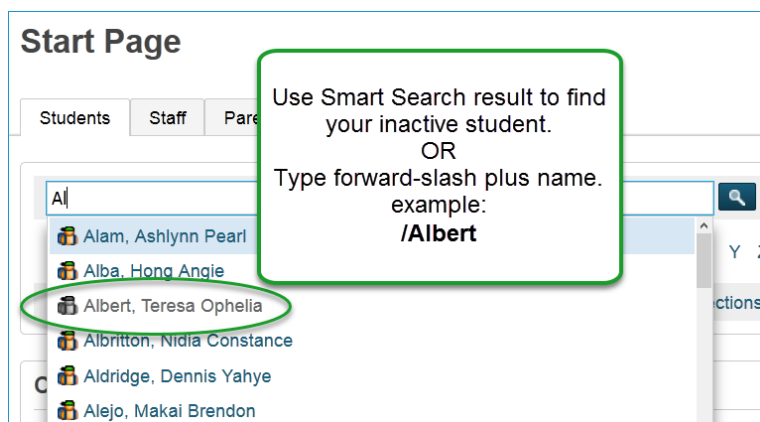 Start Page
Students Staff
Use Smart Search result to find
your inactive student.
OR
Type forward-slash plus name.
example:
/Albert
Al
Alam, Ashlynn Pearl
Y
Alba, Hong Angie
Albert, Teresa Ophelia
Albritton, Nidia Constance
Aldridge, Dennis Yahye
Alejo, Makai Brendon